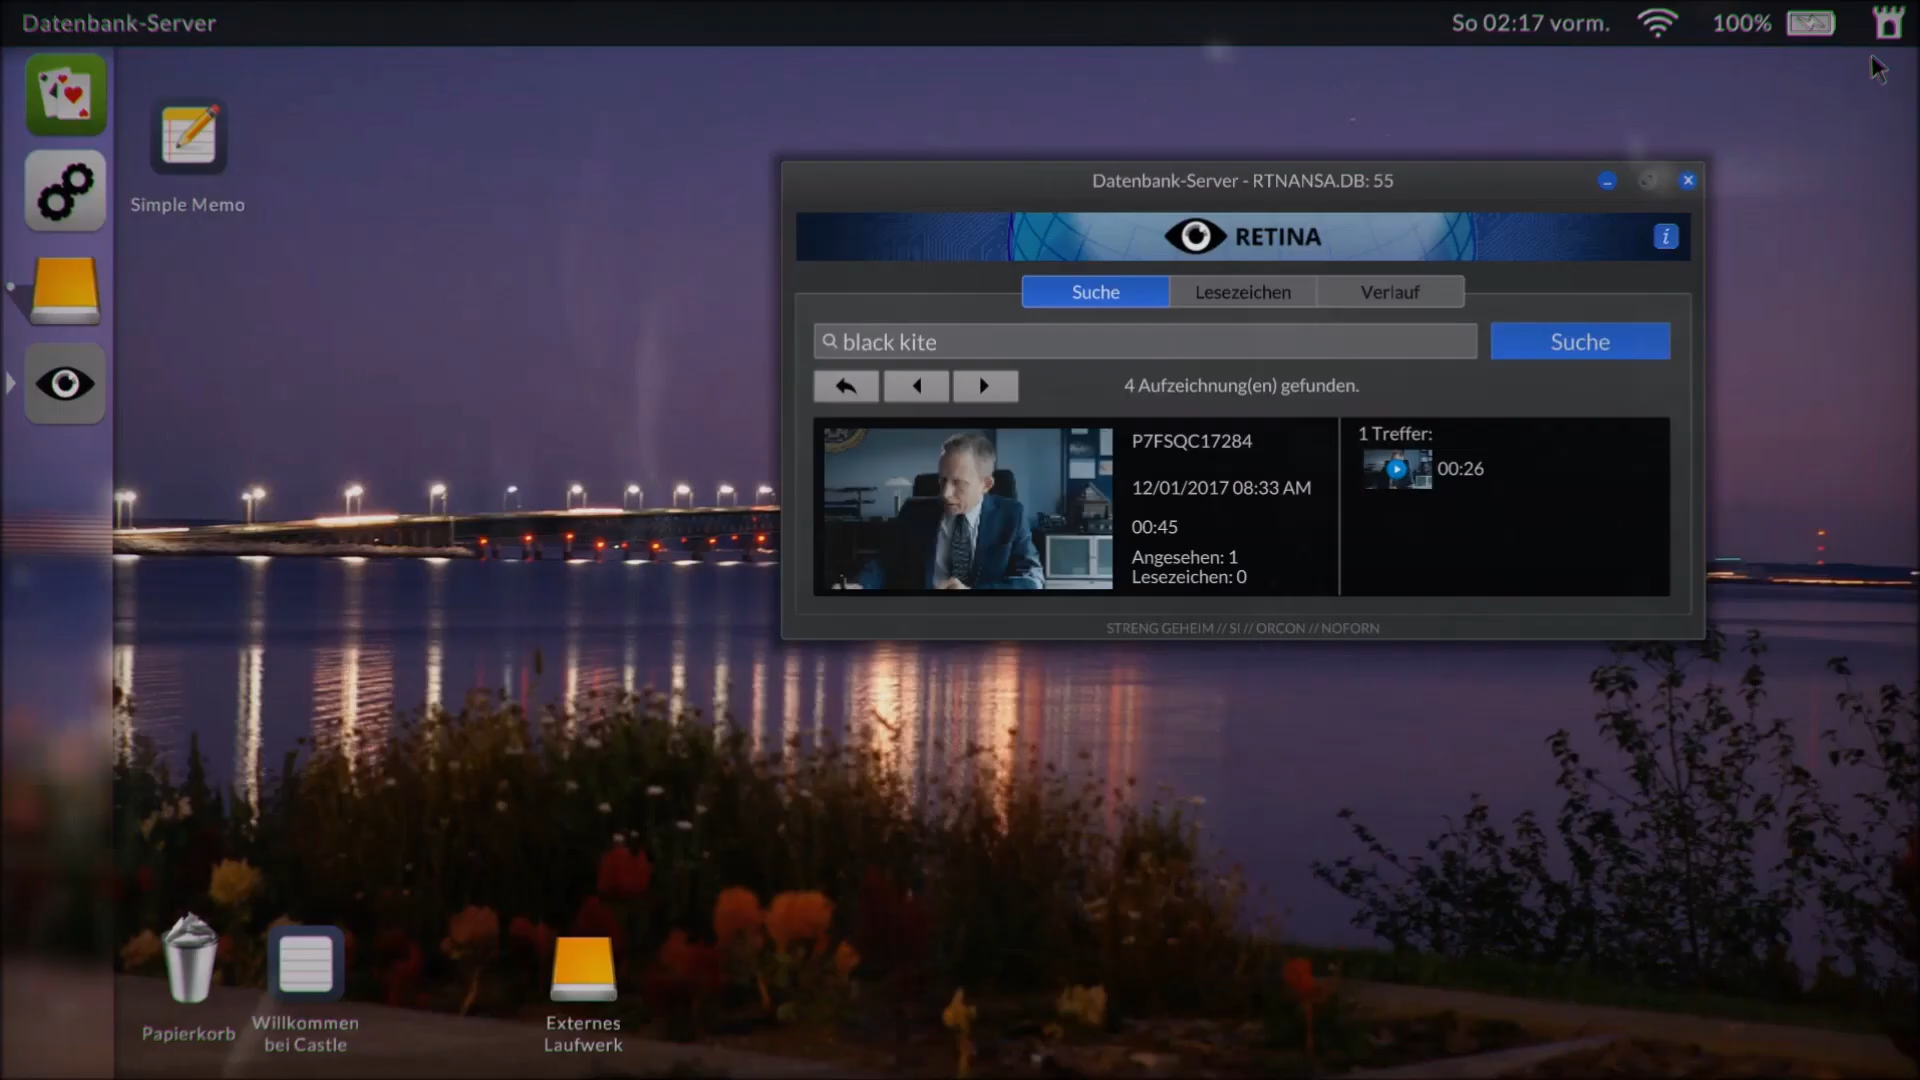 Datenbank-Server
So 02:17 vorm.
100%
Simple Memo
Datenbank-Server - RTNANSA.DB: 55
RETINA
i
Suche
Lesezeichen
Verlauf
black kite
Suche
4 Aufzeichnung(en) gefunden.
P7FSQC17284
12/01/2017 08:33 AM
00:45
Angesehen: 1
Lesezeichen: 0
1 Treffer:
00:26
STRENG GEHEIM // SI // ORCON // NOFORN
Papierkorb
Willkommen
bei Castle
Externes
Laufwerk